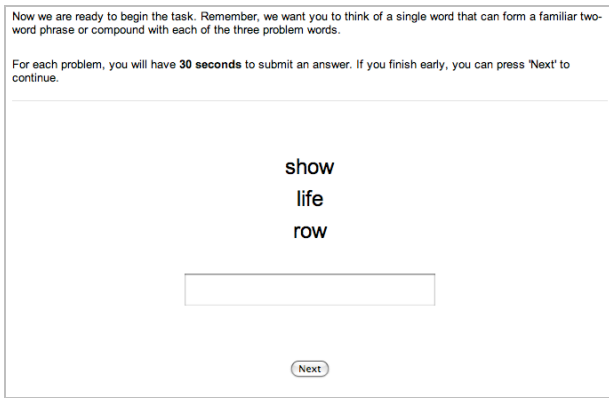 Now we are ready to begin the task. Remember, we want you to think of a single word that can form a familiar two-
word phrase or compound with each of the three problem words.
For each problem, you will have 30 seconds to submit an answer. If you finish early, you can press 'Next' to
continue.
show
life
row
Next